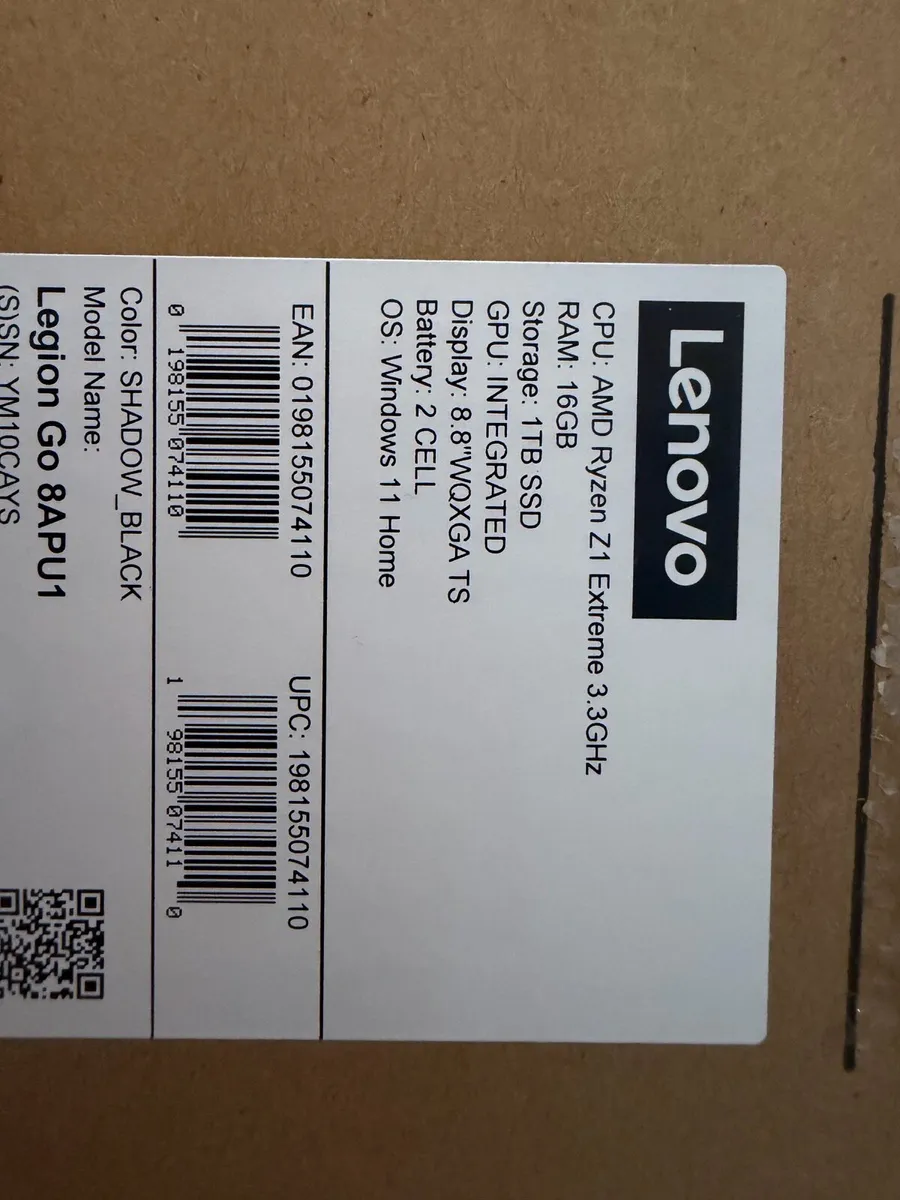 Lenovo
CPU: AMD Ryzen Z1 Extreme 3.3GHz
RAM: 16GB
Storage: 1TB SSD
GPU: INTEGRATED
Display: 8.8"WQXGA TS
Battery: 2 CELL
OS: Windows 11 Home
EAN: 0198155074110
0 198155 074110
UPC: 198155074110
1 98155 07411 0
Color: SHADOW_BLACK
Model Name:
Legion Go 8APU1
(S)SN: YM10CAYS